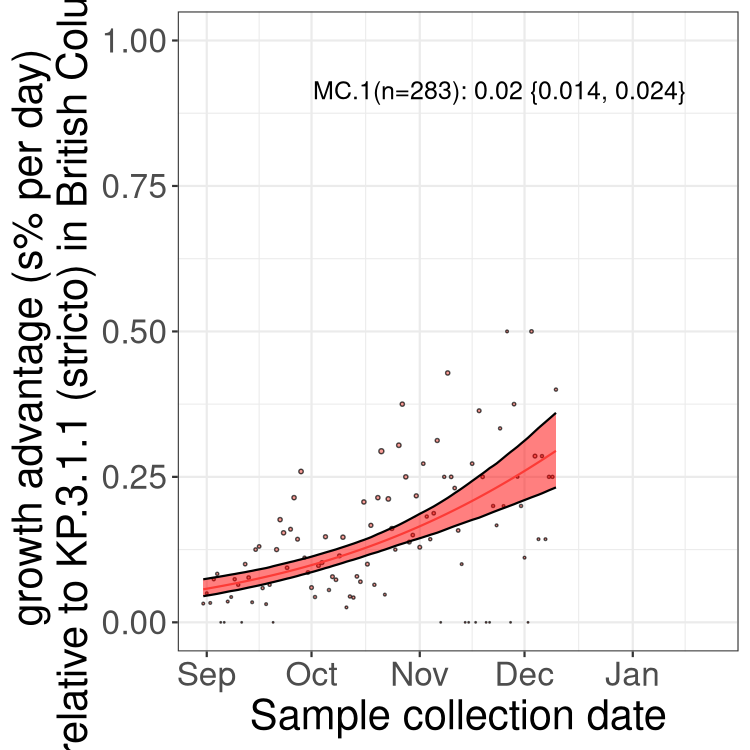 growth advantage (s% per day)
relative to KP.3.1.1 (stricto) in British Colu
1.00
0.75
0.50
0.25
0.00
MC.1(n=283): 0.02 {0.014, 0.024}
Sep Oct Nov Dec Jan
Sample collection date